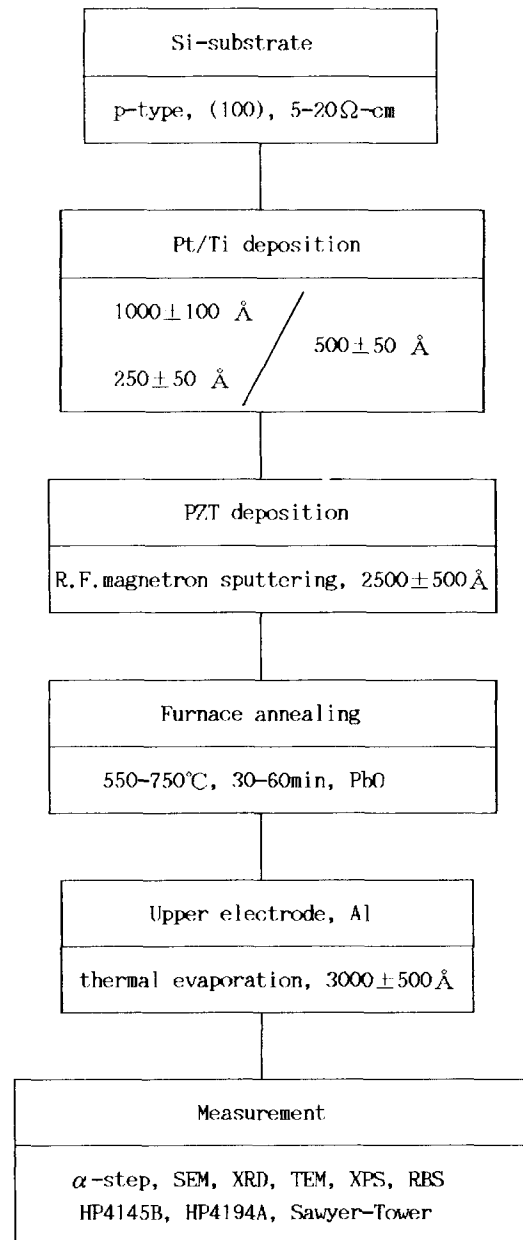 Si-substrate
p-type, (100), 5-20Ω-cm
Pt/Ti deposition
1000±100 Å
500±50 Å
250±50 Å
PZT deposition
R.F.magnetron sputtering, 2500±500Å
Furnace annealing
550-750℃, 30-60min, PbO
Upper electrode, Al
thermal evaporation, 3000±500Å
Measurement
α-step, SEM, XRD, TEM, XPS, RBS
HP4145B, HP4194A, Sawyer-Tower